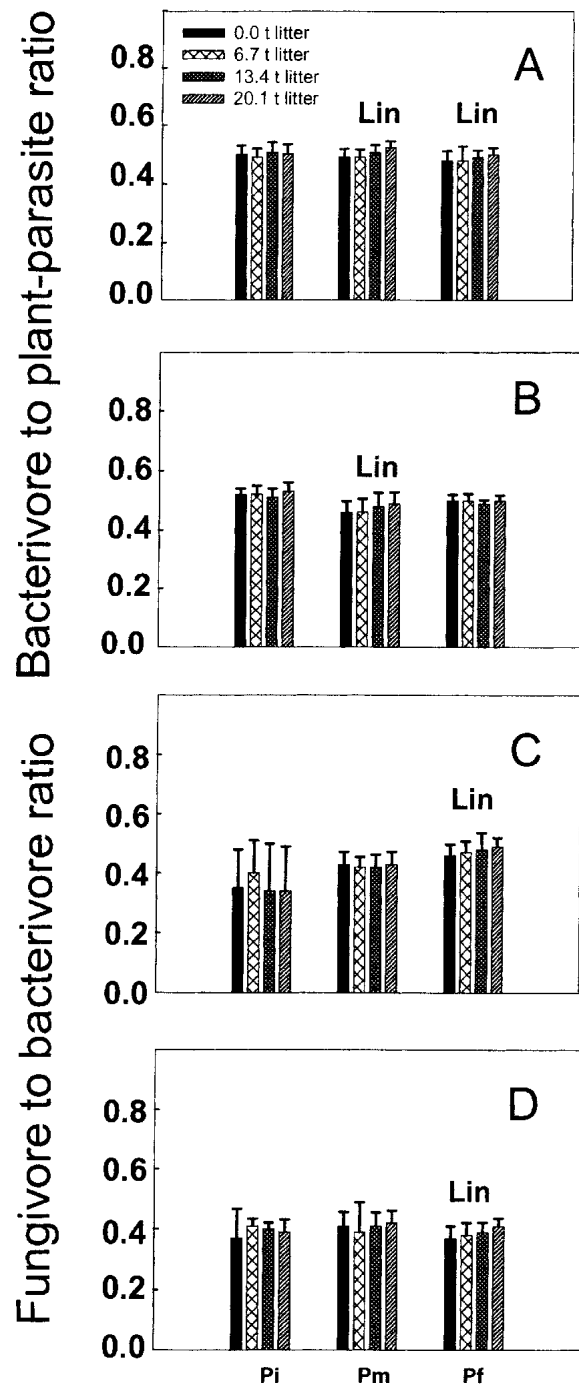 Bacterivore to plant-parasite ratio
0.0 t litter
6.7 t litter
13.4 t litter
20.1 t litter
A
Lin Lin
0.8
0.6
0.4
0.2
0.0
B
Lin
0.8
0.6
0.4
0.2
0.0
Fungivore to bacterivore ratio
C
Lin
0.8
0.6
0.4
0.2
0.0
D
Lin
0.8
0.6
0.4
0.2
0.0
Pi Pm Pf